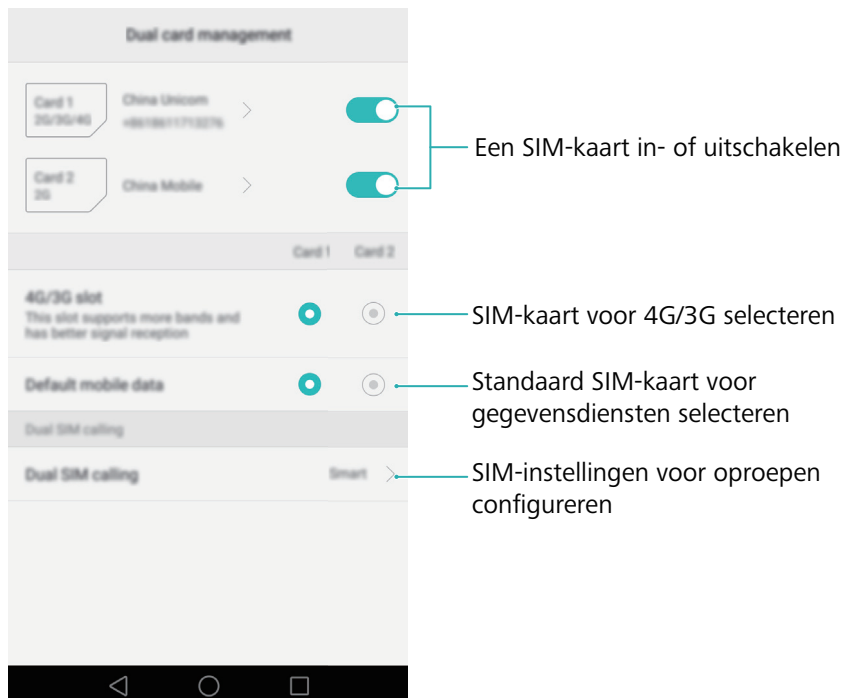 Dual card management
Card 1
2G/3G/4G
China Unicom
Een SIM-kaart in- of uitschakelen
Card 2
2G
China Mobile
Card 1
Card 2
4G/3G slot
This slot supports more bands and
has better signal reception
SIM-kaart voor 4G/3G selecteren
Default mobile data
Standaard SIM-kaart voor
gegevensdiensten selecteren
Dual SIM calling
Dual SIM calling
Smart
SIM-instellingen voor oproepen
configureren